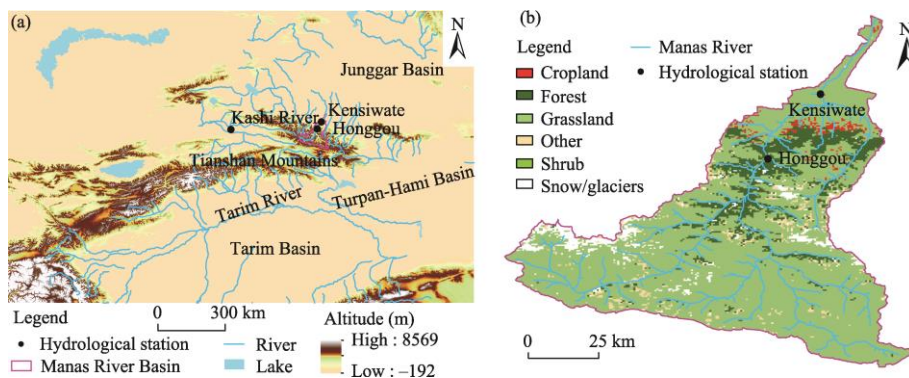 (a)
N
Junggar Basin
Kensiwate
Kashi River
Honggou
Tianshan Mountains
Turpan-Hami Basin
Tarim River
Tarim Basin
Legend
0 300 km
Altitude (m)
Hydrological station
River
High : 8569
Manas River Basin
Lake
Low : –192
(b)
N
Legend
Manas River
Cropland
Hydrological station
Forest
Grassland
Other
Shrub
Snow/glaciers
Kensiwate
Honggou
0 25 km